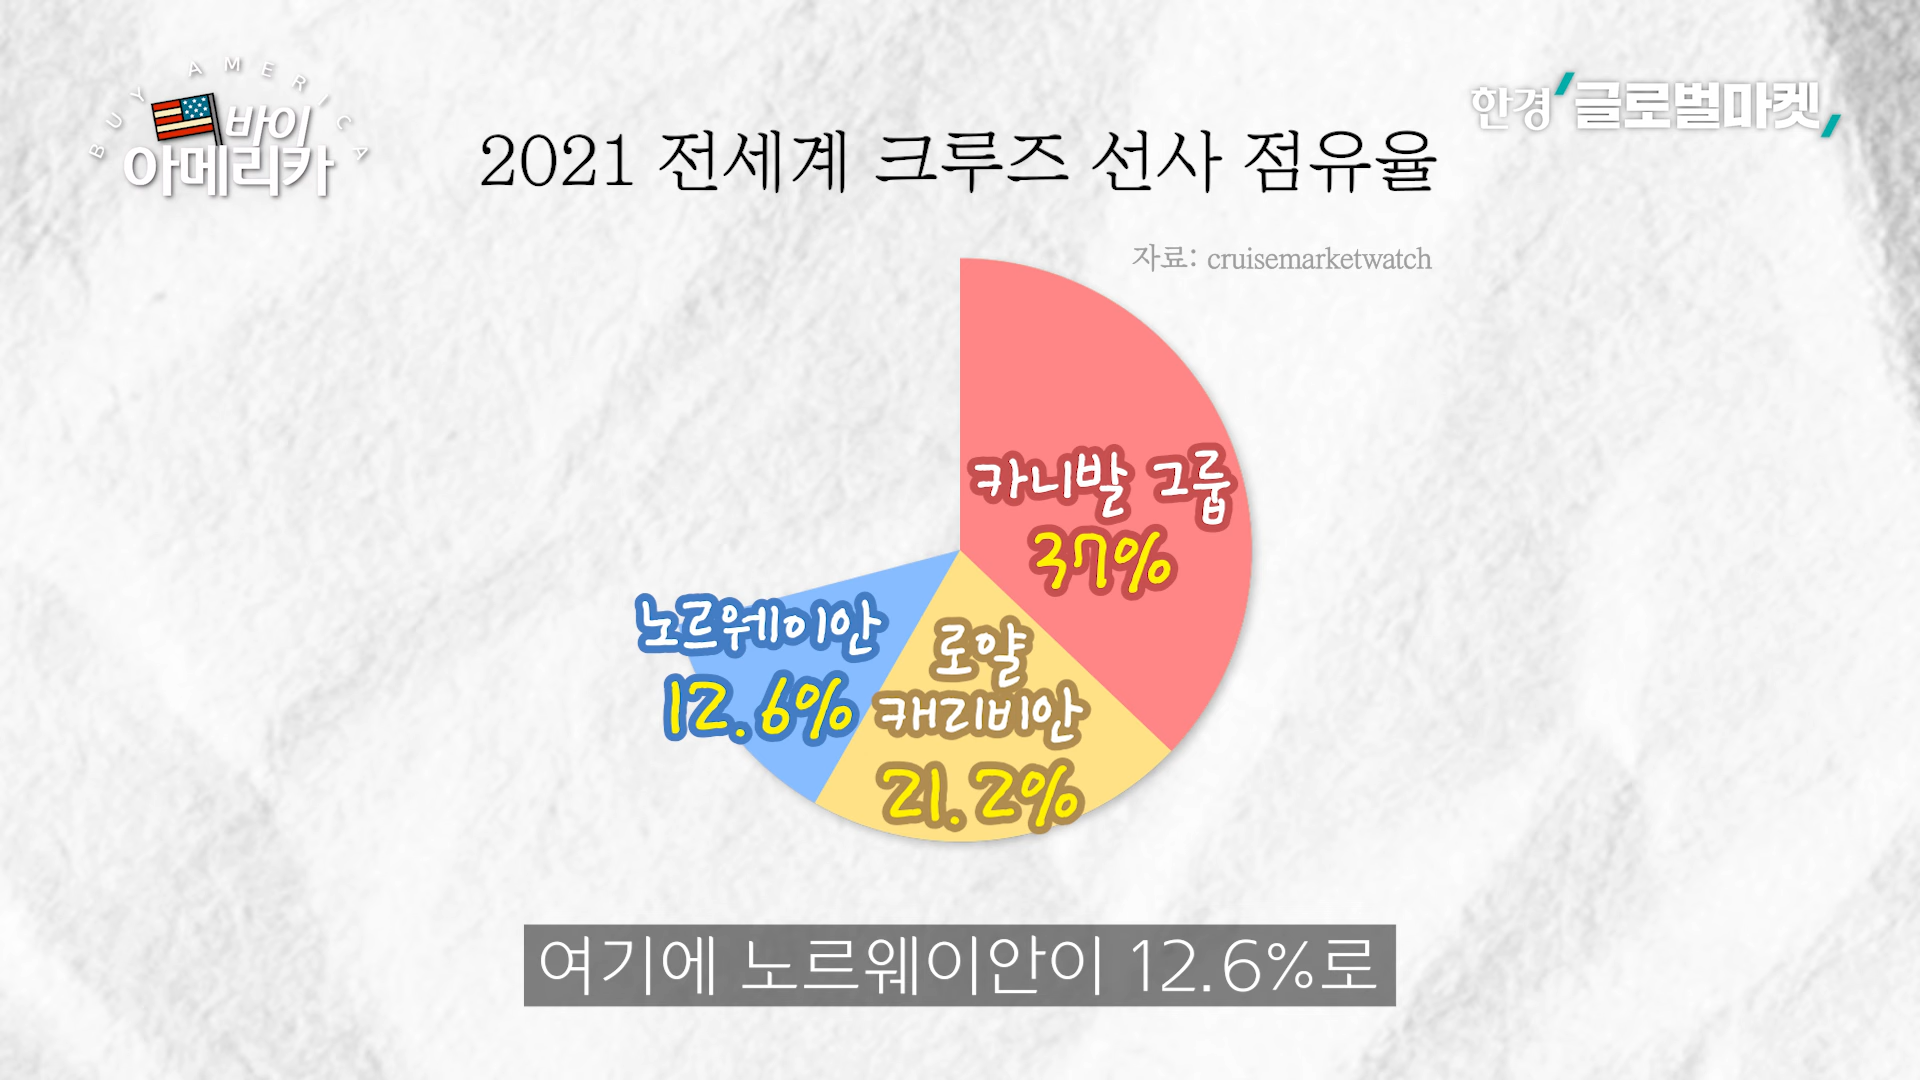 BUY AMERICA
바이
아메리카
한경 글로벌마켓
2021 전세계 크루즈 선사 점유율
자료: cruisemarketwatch
카니발 그룹
37%
노르웨이안
12.6%
로얄
캐리비안
21.2%
여기에 노르웨이안이 12.6%로